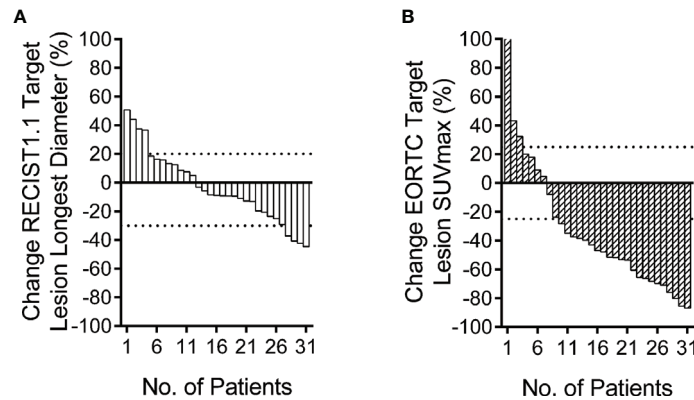 A
Change RECIST1.1 Target
Lesion Longest Diameter (%)
100
80
60
40
20
0
-20
-40
-60
-80
-100
1 6 11 16 21 26 31
No. of Patients
B
Change EORTC Target
Lesion SUVmax (%)
100
80
60
40
20
0
-20
-40
-60
-80
-100
1 6 11 16 21 26 31
No. of Patients